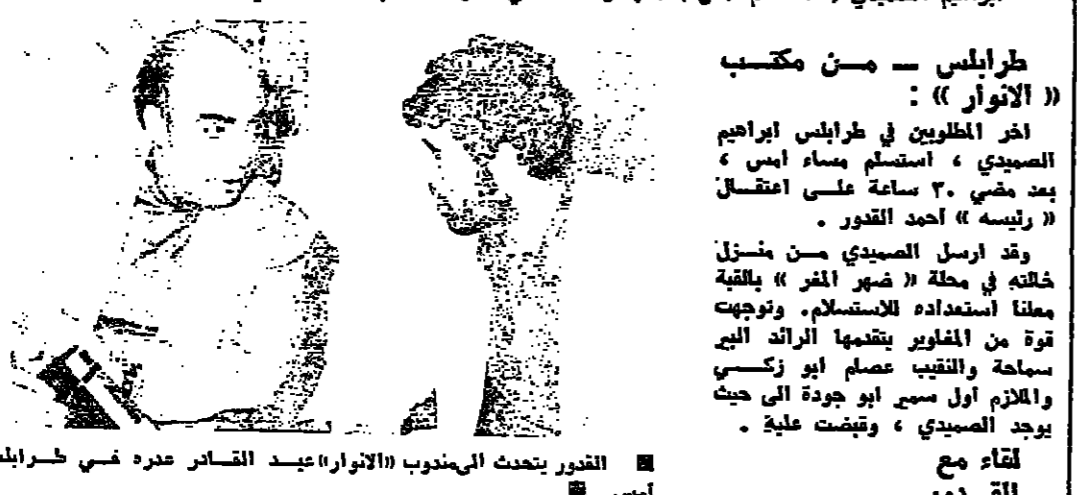 طرابلس — من مكتب
« الانوار » :
اخر المطلوبين في طرابلس ابراهيم
الصميدي ، استسلم مساء امس ،
بعد مضي ٣٠ ساعة على اعتقال
« رئيسه » احمد القدور .
وقد ارسل الصميدي من منزل
خالته في محلة « ضهر المغر » بالقبة
معلنا استعداده للاستسلام. وتوجهت
قوة من المغاوير يتقدمها الرائد البير
سماحة والنقيب عصام ابو زكي
والملازم أول سمير ابو جودة الى حيث
يوجد الصميدي ، وقبضت علية .
لقاء مع
القدور يتحدث الى مندوب «الانوار» عبد القادر عدره في طرابلس
أمس